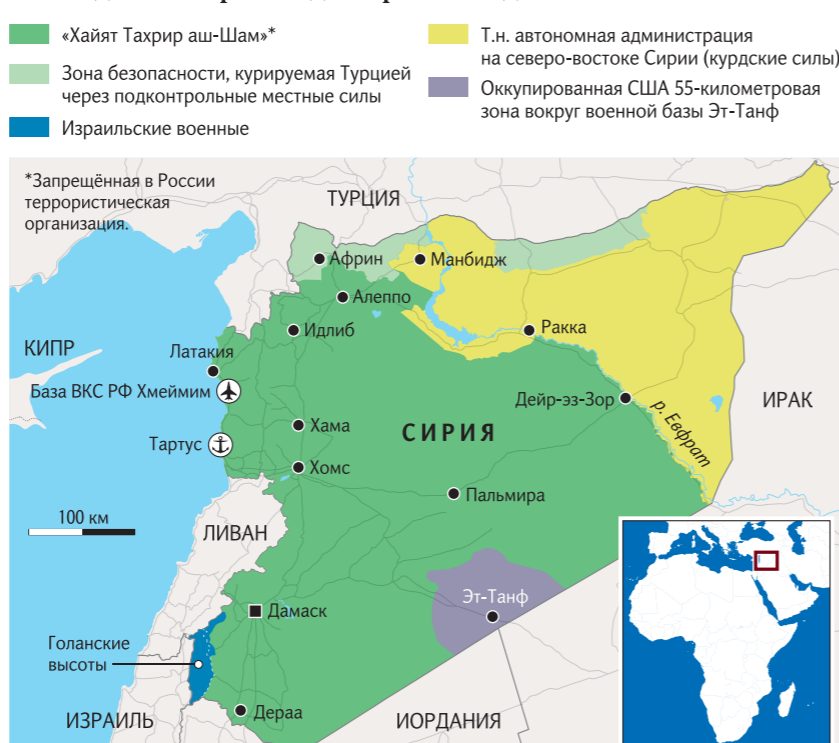 «Хайят Тахрир аш-Шам»*
Зона безопасности, курируемая Турцией
через подконтрольные местные силы
Израильские военные
Т.н. автономная администрация
на северо-востоке Сирии (курдские силы)
Оккупированная США 55-километровая
зона вокруг военной базы Эт-Танф
*Запрещённая в России
террористическая
организация.
ТУРЦИЯ
Африн
Манбидж
Алеппо
Идлиб
Ракка
КИПР
Латакия
База ВКС РФ Хмеймим
Дейр-эз-Зор
ИРАК
р. Евфрат
Хама
СИРИЯ
Тартус
Хомс
Пальмира
100 км
ЛИВАН
Эт-Танф
Дамаск
Голанские
высоты
Дераа
ИЗРАИЛЬ
ИОРДАНИЯ